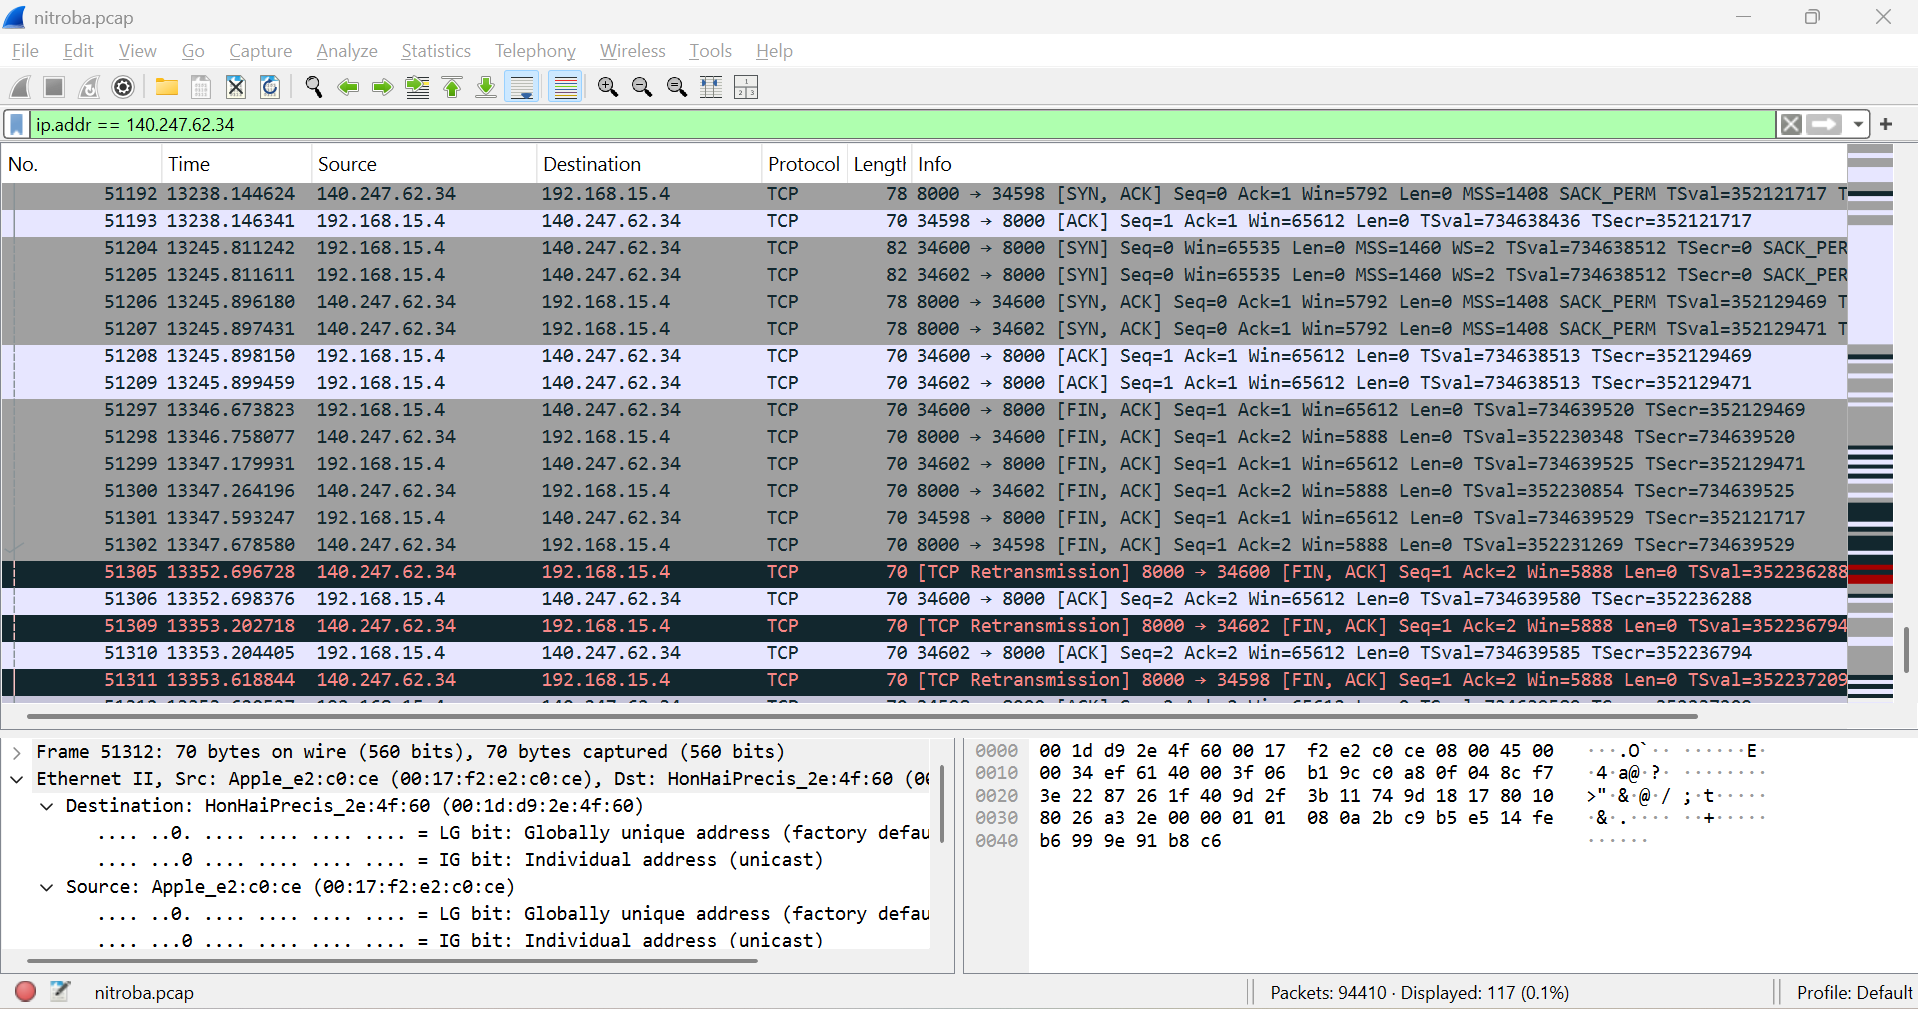 nitroba.pcap
File Edit View Go Capture Analyze Statistics Telephony Wireless Tools Help
ip.addr == 140.247.62.34
No. Time Source Destination Protocol Length Info
51192 13238.144624 140.247.62.34 192.168.15.4 TCP 78 8000 → 34598 [SYN, ACK] Seq=0 Ack=1 Win=5792 Len=0 MSS=1408 SACK_PERM TSval=352121717 T
51193 13238.146341 192.168.15.4 140.247.62.34 TCP 70 34598 → 8000 [ACK] Seq=1 Ack=1 Win=65612 Len=0 TSval=734638436 TSecr=352121717
51204 13245.811242 192.168.15.4 140.247.62.34 TCP 82 34600 → 8000 [SYN] Seq=0 Win=65535 Len=0 MSS=1460 WS=2 TSval=734638512 TSecr=0 SACK_PER
51205 13245.811611 192.168.15.4 140.247.62.34 TCP 82 34602 → 8000 [SYN] Seq=0 Win=65535 Len=0 MSS=1460 WS=2 TSval=734638512 TSecr=0 SACK_PER
51206 13245.896180 140.247.62.34 192.168.15.4 TCP 78 8000 → 34600 [SYN, ACK] Seq=0 Ack=1 Win=5792 Len=0 MSS=1408 SACK_PERM TSval=352129469 T
51207 13245.897431 140.247.62.34 192.168.15.4 TCP 78 8000 → 34602 [SYN, ACK] Seq=0 Ack=1 Win=5792 Len=0 MSS=1408 SACK_PERM TSval=352129471 T
51208 13245.898150 192.168.15.4 140.247.62.34 TCP 70 34600 → 8000 [ACK] Seq=1 Ack=1 Win=65612 Len=0 TSval=734638513 TSecr=352129469
51209 13245.899459 192.168.15.4 140.247.62.34 TCP 70 34602 → 8000 [ACK] Seq=1 Ack=1 Win=65612 Len=0 TSval=734638513 TSecr=352129471
51297 13346.673823 192.168.15.4 140.247.62.34 TCP 70 34600 → 8000 [FIN, ACK] Seq=1 Ack=1 Win=65612 Len=0 TSval=734639520 TSecr=352129469
51298 13346.758077 140.247.62.34 192.168.15.4 TCP 70 8000 → 34600 [FIN, ACK] Seq=1 Ack=2 Win=5888 Len=0 TSval=352230348 TSecr=734639520
51299 13347.179931 192.168.15.4 140.247.62.34 TCP 70 34602 → 8000 [FIN, ACK] Seq=1 Ack=1 Win=65612 Len=0 TSval=734639525 TSecr=352129471
51300 13347.264196 140.247.62.34 192.168.15.4 TCP 70 8000 → 34602 [FIN, ACK] Seq=1 Ack=2 Win=5888 Len=0 TSval=352230854 TSecr=734639525
51301 13347.593247 192.168.15.4 140.247.62.34 TCP 70 34598 → 8000 [FIN, ACK] Seq=1 Ack=1 Win=65612 Len=0 TSval=734639529 TSecr=352121717
51302 13347.678580 140.247.62.34 192.168.15.4 TCP 70 8000 → 34598 [FIN, ACK] Seq=1 Ack=2 Win=5888 Len=0 TSval=352231269 TSecr=734639529
51305 13352.696728 140.247.62.34 192.168.15.4 TCP 70 [TCP Retransmission] 8000 → 34600 [FIN, ACK] Seq=1 Ack=2 Win=5888 Len=0 TSval=352236288
51306 13352.698376 192.168.15.4 140.247.62.34 TCP 70 34600 → 8000 [ACK] Seq=2 Ack=2 Win=65612 Len=0 TSval=734639580 TSecr=352236288
51309 13353.202718 140.247.62.34 192.168.15.4 TCP 70 [TCP Retransmission] 8000 → 34602 [FIN, ACK] Seq=1 Ack=2 Win=5888 Len=0 TSval=352236794
51310 13353.204405 192.168.15.4 140.247.62.34 TCP 70 34602 → 8000 [ACK] Seq=2 Ack=2 Win=65612 Len=0 TSval=734639585 TSecr=352236794
51311 13353.618844 140.247.62.34 192.168.15.4 TCP 70 [TCP Retransmission] 8000 → 34598 [FIN, ACK] Seq=1 Ack=2 Win=5888 Len=0 TSval=352237209
Frame 51312: 70 bytes on wire (560 bits), 70 bytes captured (560 bits)
Ethernet II, Src: Apple_e2:c0:ce (00:17:f2:e2:c0:ce), Dst: HonHaiPrecis_2e:4f:60 (00
Destination: HonHaiPrecis_2e:4f:60 (00:1d:d9:2e:4f:60)
.... ..0. .... .... .... .... = LG bit: Globally unique address (factory defau
.... ...0 .... .... .... .... = IG bit: Individual address (unicast)
Source: Apple_e2:c0:ce (00:17:f2:e2:c0:ce)
.... ..0. .... .... .... .... = LG bit: Globally unique address (factory defau
.... ...0 .... .... .... .... = IG bit: Individual address (unicast)
0000 00 1d d9 2e 4f 60 00 17 f2 e2 c0 ce 08 00 45 00 ···.O`·· ······E·
0010 00 34 ef 61 40 00 3f 06 b1 9c c0 a8 0f 04 8c f7 ·4·a@·?· ········
0020 3e 22 87 26 1f 40 9d 2f 3b 11 74 9d 18 17 80 10 >"·&·@·/ ;·t·····
0030 80 26 a3 2e 00 00 01 01 08 0a 2b c9 b5 e5 14 fe ·&·.···· ··+·····
0040 b6 99 9e 91 b8 c6 ······
nitroba.pcap
Packets: 94410 · Displayed: 117 (0.1%)
Profile: Default